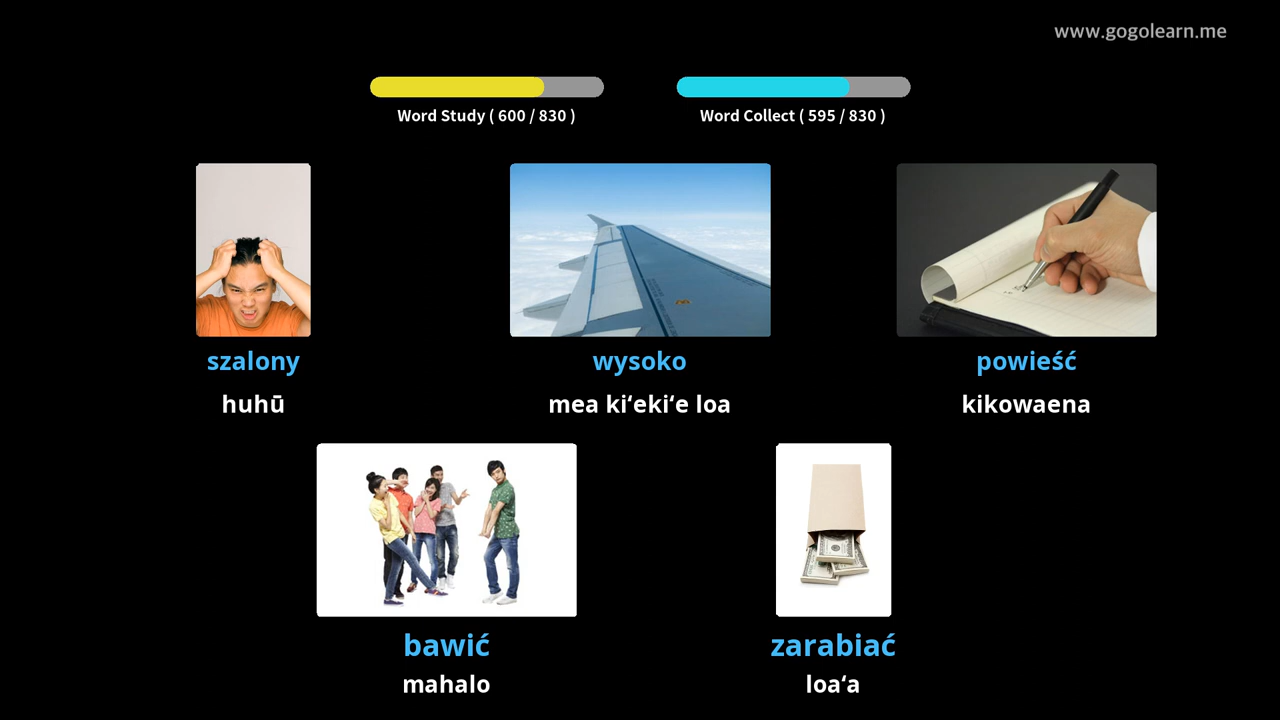 www.gogolearn.me
Word Study ( 600 / 830 )
Word Collect ( 595 / 830 )
szalony
huhū
wysoko
mea kiʻekiʻe loa
powieść
kikowaena
bawić
mahalo
zarabiać
loaʻa